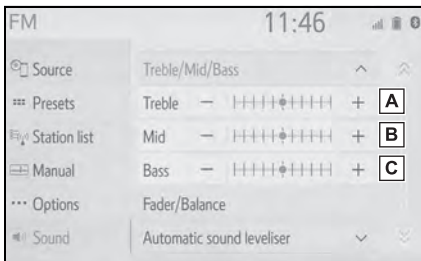 FM 11:46
Source
Presets
Station list
Manual
Options
Sound
Treble/Mid/Bass
Treble A
Mid B
Bass C
Fader/Balance
Automatic sound leveliser